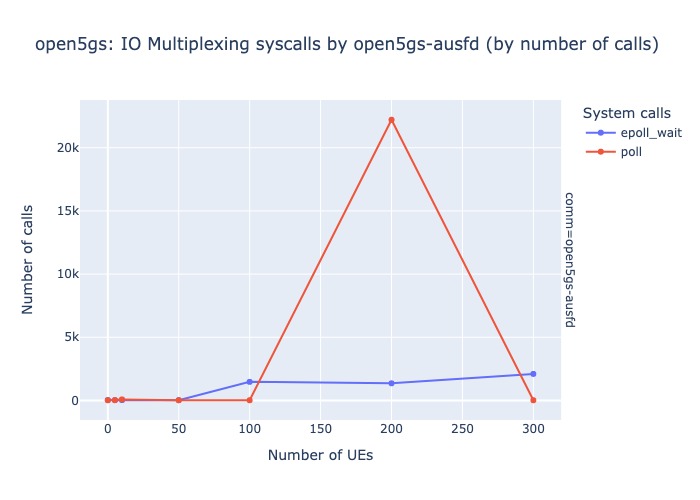 open5gs: IO Multiplexing syscalls by open5gs-ausfd (by number of calls)
System calls
epoll_wait
poll
comm=open5gs-ausfd
Number of calls
20k
15k
10k
5k
0
0 50 100 150 200 250 300
Number of UEs